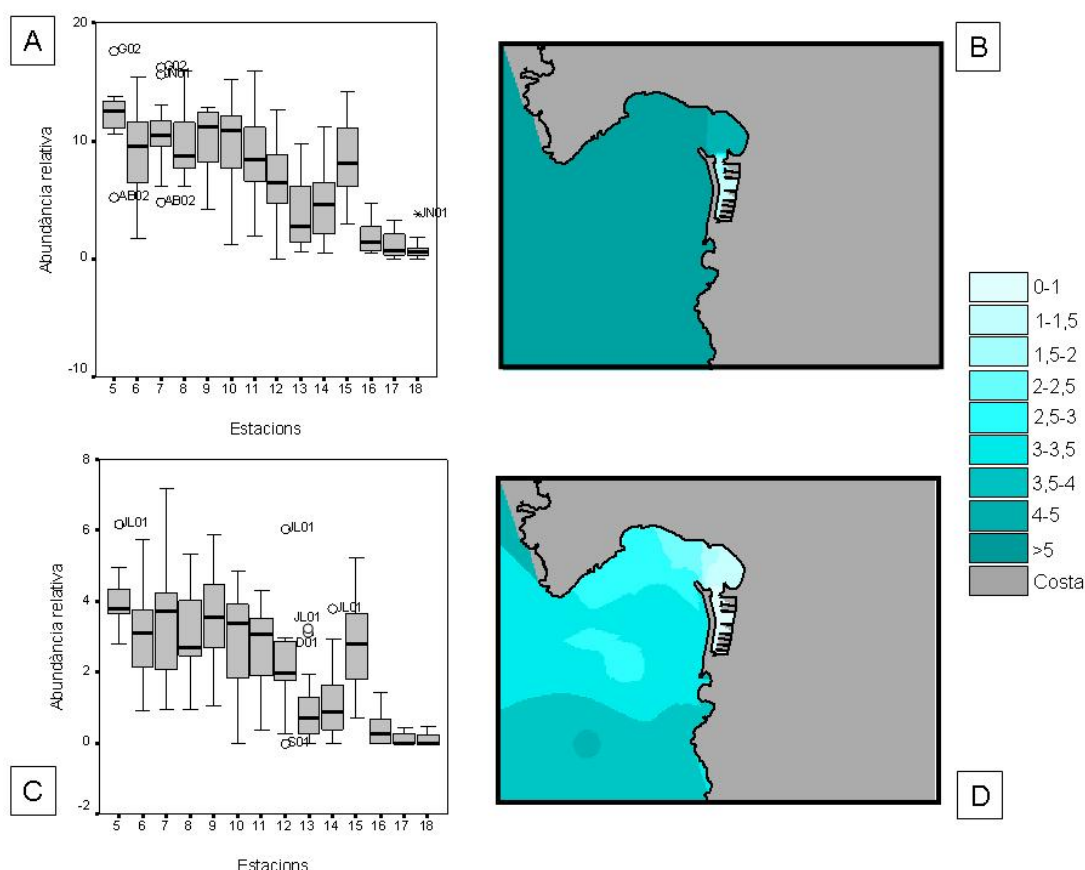 A
B
20
10
0
-10
Abundància relativa
G02
AB02
G02
JN01
AB02
JN01
5 6 7 8 9 10 11 12 13 14 15 16 17 18
Estacions
0-1
1-1,5
1,5-2
2-2,5
2,5-3
3-3,5
3,5-4
4-5
>5
Costa
8
6
4
2
0
-2
Abundància relativa
JL01
JL01
JL01
D01
JL01
S01
5 6 7 8 9 10 11 12 13 14 15 16 17 18
Estacions
C
D